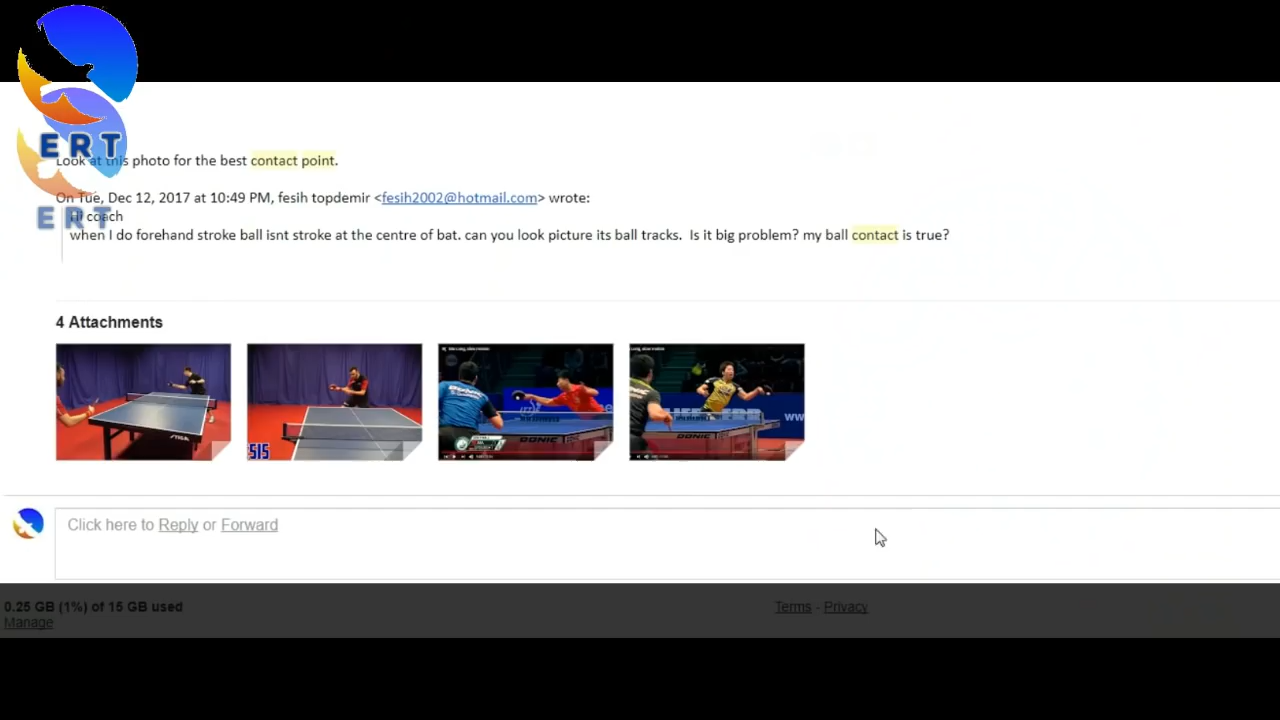 ERT
Look at this photo for the best contact point.
On Tue, Dec 12, 2017 at 10:49 PM, fesih topdemir <fesih2002@hotmail.com> wrote:
Hi coach
ERT
when I do forehand stroke ball isnt stroke at the centre of bat. can you look picture its ball tracks. Is it big problem? my ball contact is true?
4 Attachments
STIGA
SIS
DONIC
DONIC
Click here to Reply or Forward
0.25 GB (1%) of 15 GB used
Manage
Terms - Privacy